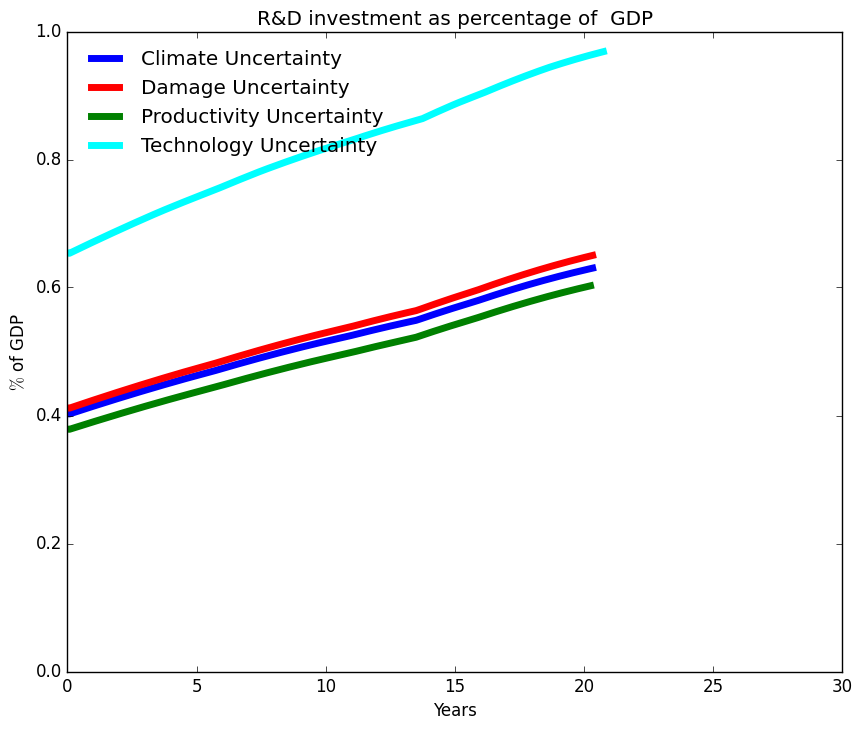 R&D investment as percentage of  GDP
1.0
0.8
0.6
0.4
0.2
0.0
% of GDP
Climate Uncertainty
Damage Uncertainty
Productivity Uncertainty
Technology Uncertainty
0 5 10 15 20 25 30
Years